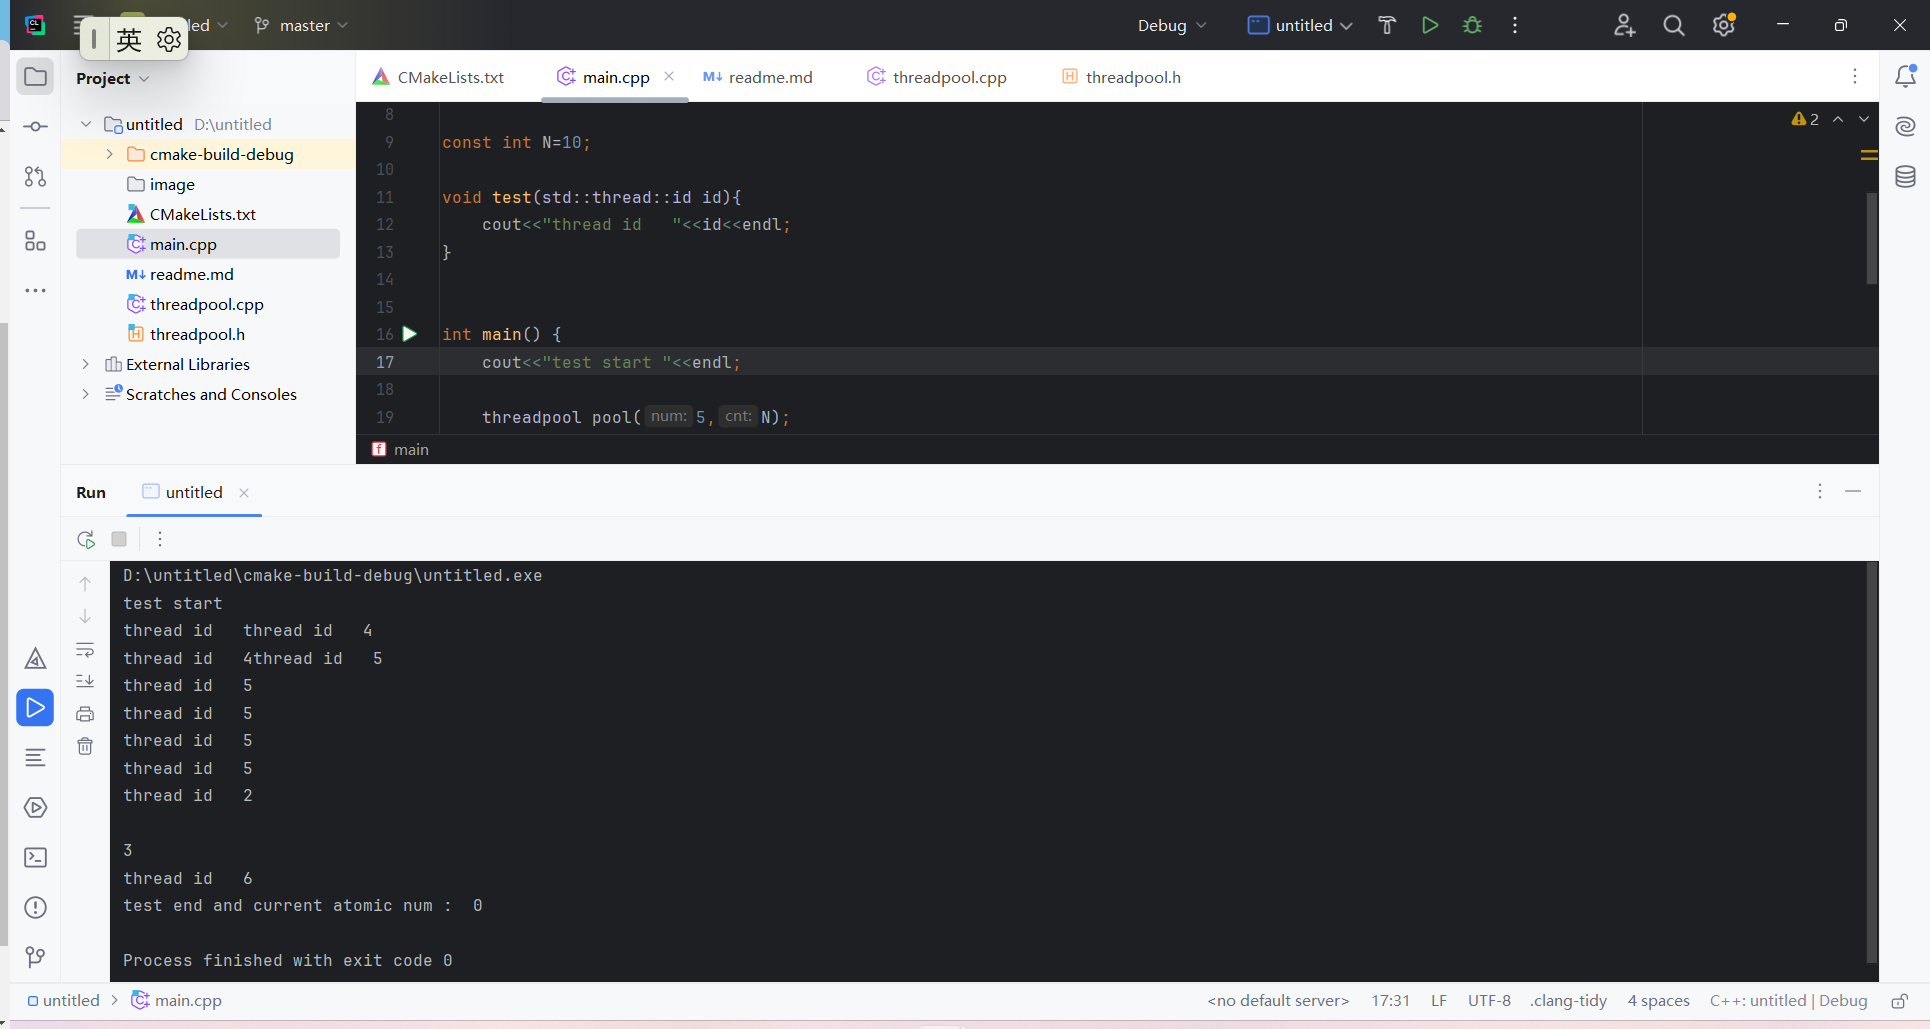 英
led
master
Debug
untitled
Project
CMakeLists.txt
main.cpp
readme.md
threadpool.cpp
threadpool.h
untitled D:\untitled
cmake-build-debug
image
CMakeLists.txt
main.cpp
readme.md
threadpool.cpp
threadpool.h
External Libraries
Scratches and Consoles
2
8
9 const int N=10;
10
11 void test(std::thread::id id){
12     cout<<"thread id   "<<id<<endl;
13 }
14
15
16 int main() {
17     cout<<"test start "<<endl;
18
19     threadpool pool( num: 5, cnt: N);
main
Run
untitled
D:\untitled\cmake-build-debug\untitled.exe
test start
thread id   thread id   4
thread id   4thread id   5
thread id   5
thread id   5
thread id   5
thread id   5
thread id   2
3
thread id   6
test end and current atomic num :  0
Process finished with exit code 0
untitled
main.cpp
<no default server>
17:31
LF
UTF-8
.clang-tidy
4 spaces
C++: untitled | Debug